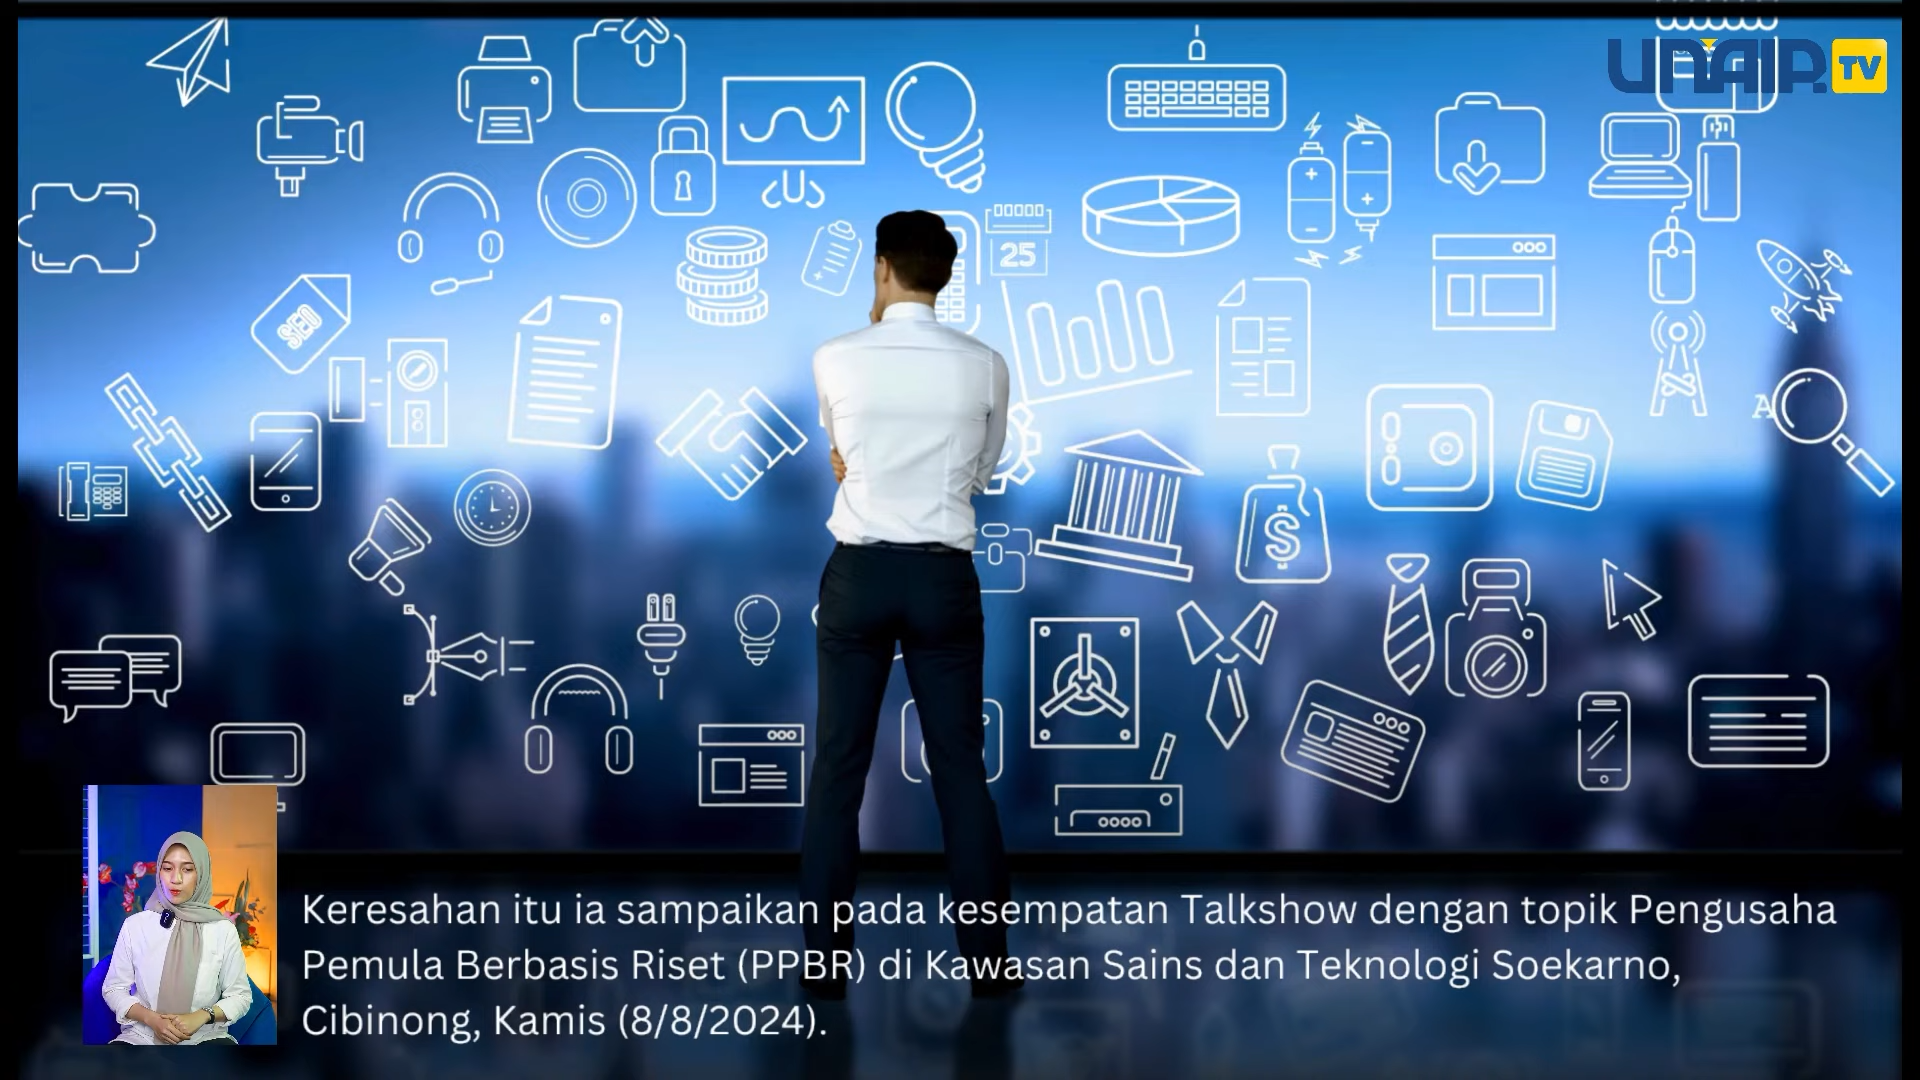 UNAIR TV
25
SEO
A
$
Keresahan itu ia sampaikan pada kesempatan Talkshow dengan topik Pengusaha
Pemula Berbasis Riset (PPBR) di Kawasan Sains dan Teknologi Soekarno,
Cibinong, Kamis (8/8/2024).